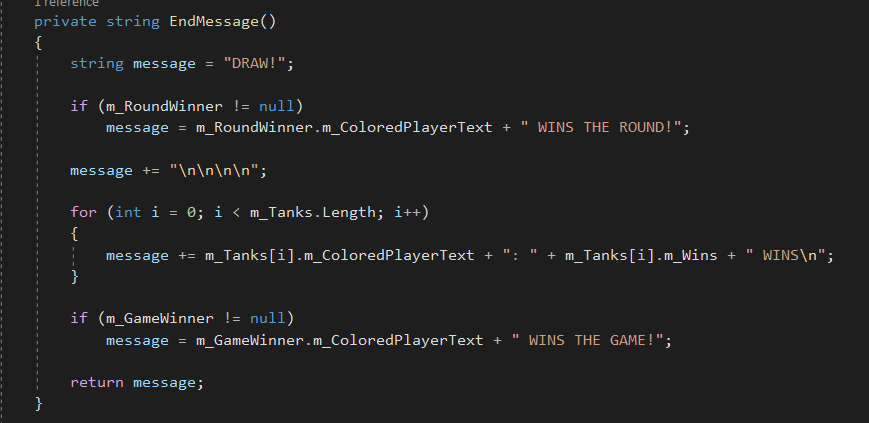 1 reference
private string EndMessage()
{
string message = "DRAW!";
if (m_RoundWinner != null)
message = m_RoundWinner.m_ColoredPlayerText + " WINS THE ROUND!";
message += "\n\n\n\n";
for (int i = 0; i < m_Tanks.Length; i++)
{
message += m_Tanks[i].m_ColoredPlayerText + ": " + m_Tanks[i].m_Wins + " WINS\n";
}
if (m_GameWinner != null)
message = m_GameWinner.m_ColoredPlayerText + " WINS THE GAME!";
return message;
}